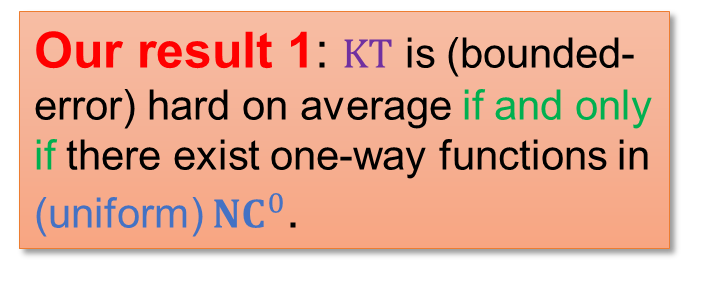 Our result 1: KT is (bounded-
error) hard on average if and only
if there exist one-way functions in
(uniform) NC⁰.